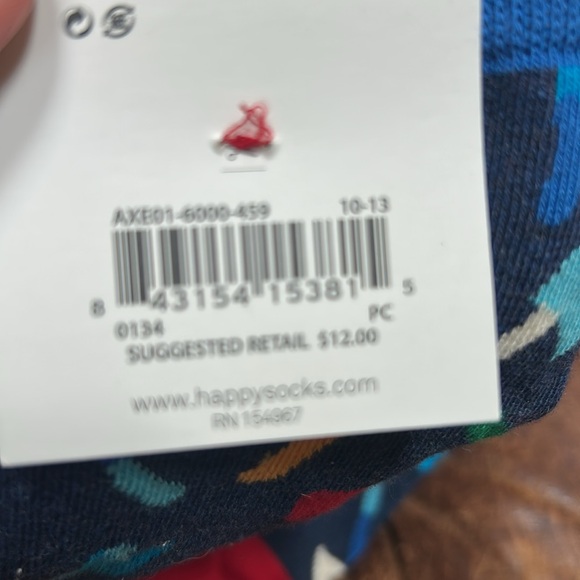 AXE01-6000-459 10-13
8 43154 15381 5
0134 PC
SUGGESTED RETAIL $12.00
www.happysocks.com
RN 154967